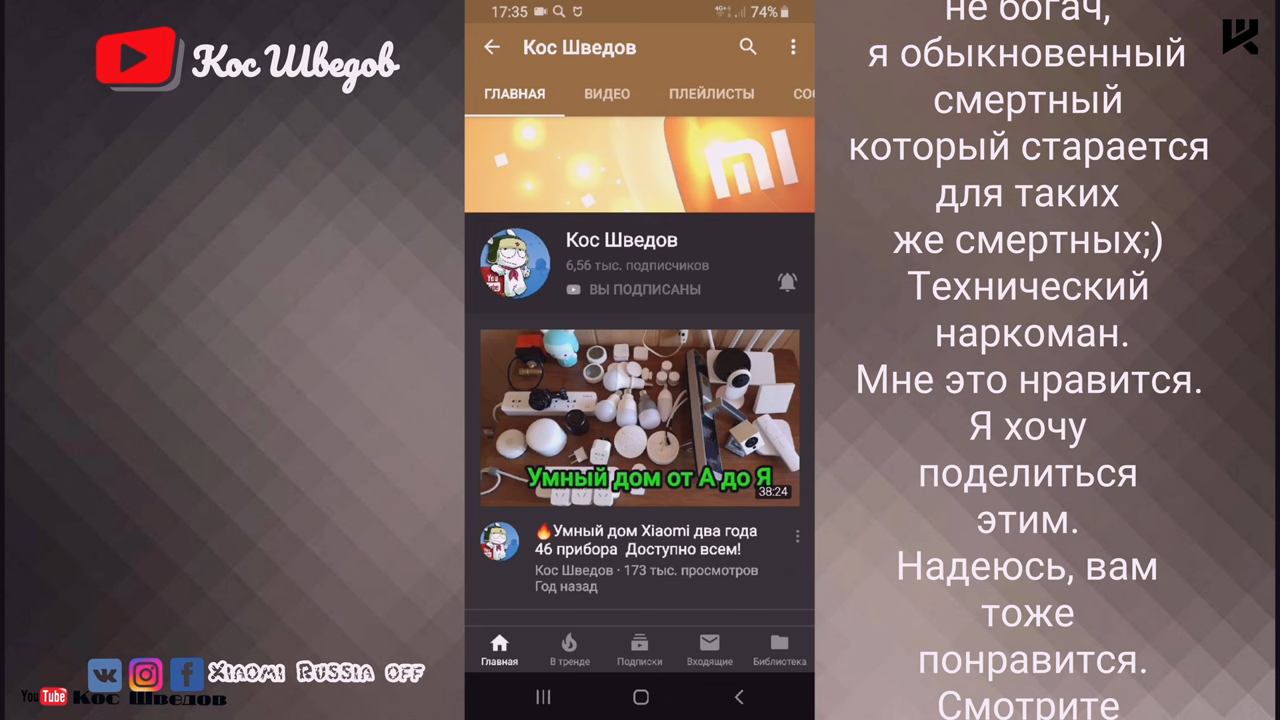 Кос Шведов
17:35
4G+
74%
Кос Шведов
ГЛАВНАЯ
ВИДЕО
ПЛЕЙЛИСТЫ
СОО
mi
Кос Шведов
6,56 тыс. подписчиков
ВЫ ПОДПИСАНЫ
Умный дом от А до Я
38:24
🔥Умный дом Xiaomi два года
46 прибора Доступно всем!
Кос Шведов · 173 тыс. просмотров
Год назад
Главная
В тренде
Подписки
Входящие
Библиотека
XIAOMI RUSSIA OFF
YouTube Кос Шведов
не богач,
я обыкновенный
смертный
который старается
для таких
же смертных;)
Технический
наркоман.
Мне это нравится.
Я хочу
поделиться
этим.
Надеюсь, вам
тоже
понравится.
Смотрите